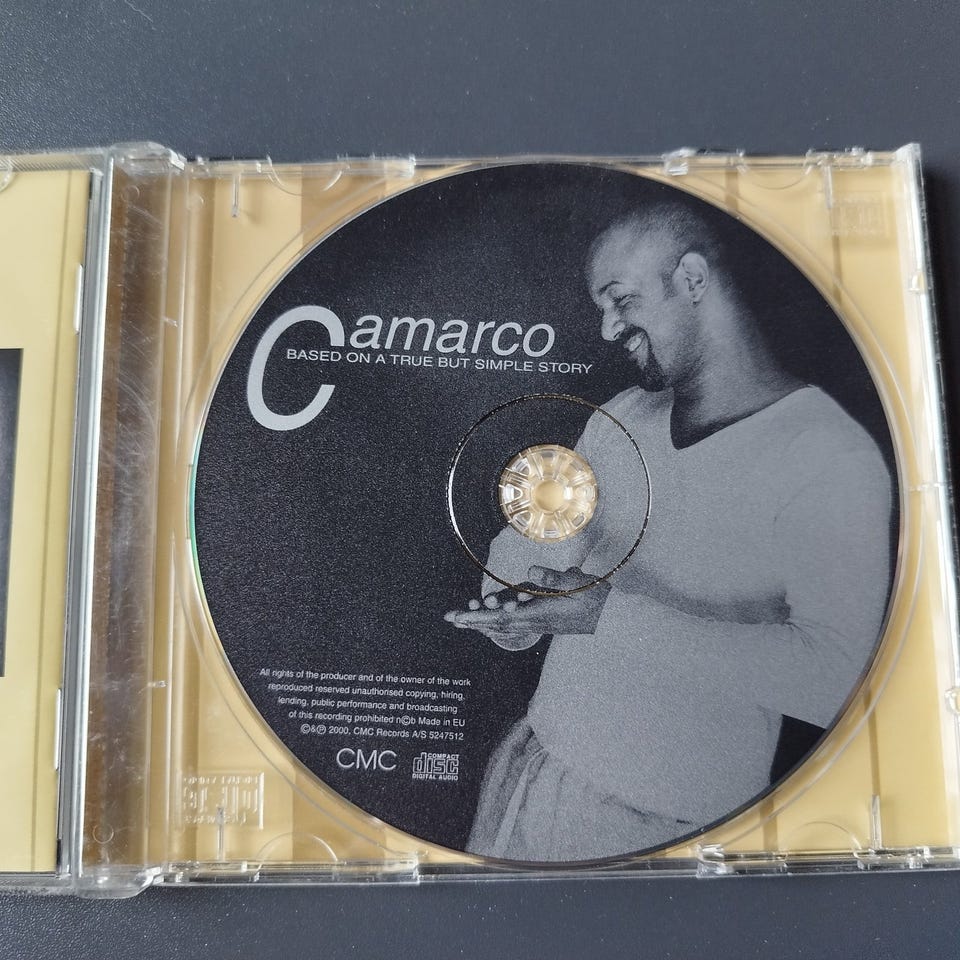 Camarco
BASED ON A TRUE BUT SIMPLE STORY
All rights of the producer and of the owner of the work
reproduced reserved unauthorised copying, hiring,
lending, public performance and broadcasting
of this recording prohibited n©b Made in EU
©&℗ 2000, CMC Records A/S 5247512
CMC
COMPACT
disc
DIGITAL AUDIO